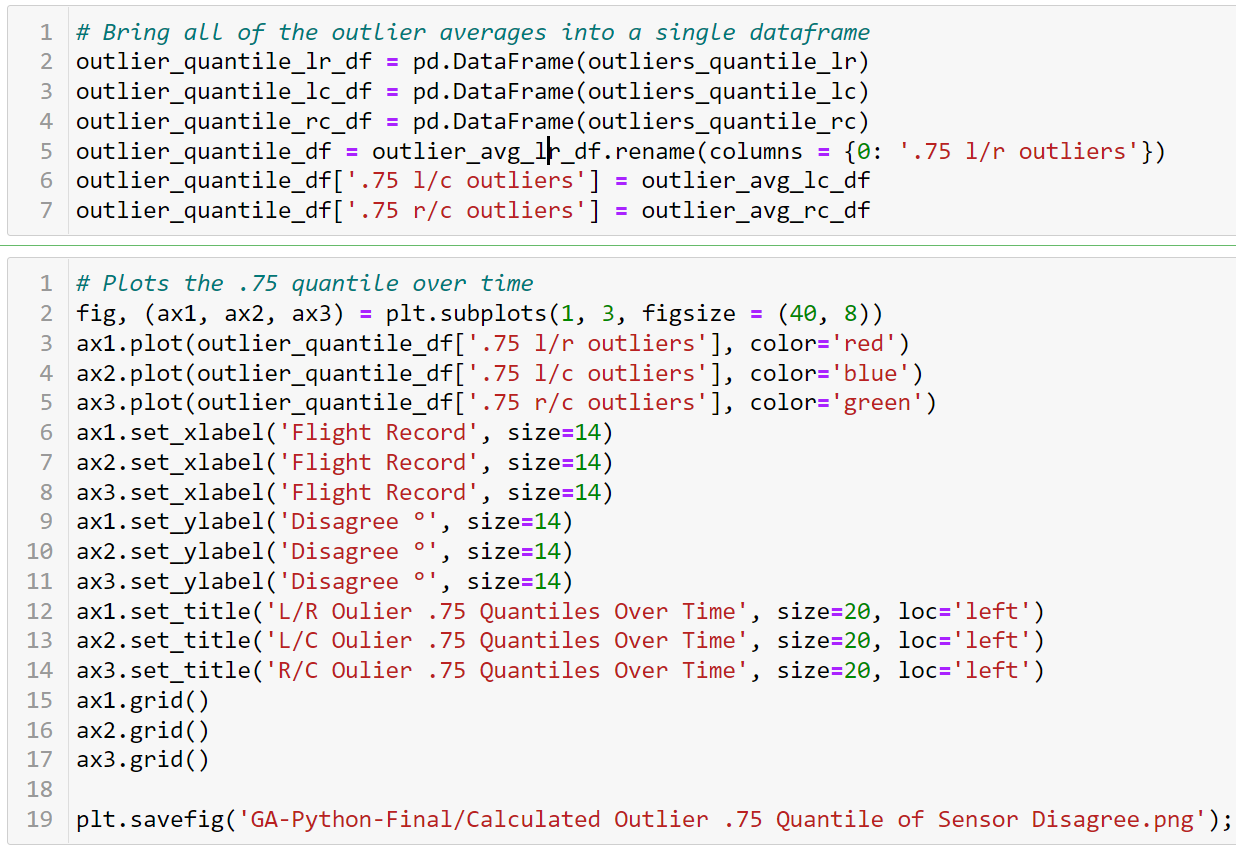 1 # Bring all of the outlier averages into a single dataframe
2 outlier_quantile_lr_df = pd.DataFrame(outliers_quantile_lr)
3 outlier_quantile_lc_df = pd.DataFrame(outliers_quantile_lc)
4 outlier_quantile_rc_df = pd.DataFrame(outliers_quantile_rc)
5 outlier_quantile_df = outlier_avg_lr_df.rename(columns = {0: '.75 l/r outliers'})
6 outlier_quantile_df['.75 l/c outliers'] = outlier_avg_lc_df
7 outlier_quantile_df['.75 r/c outliers'] = outlier_avg_rc_df
1 # Plots the .75 quantile over time
2 fig, (ax1, ax2, ax3) = plt.subplots(1, 3, figsize = (40, 8))
3 ax1.plot(outlier_quantile_df['.75 l/r outliers'], color='red')
4 ax2.plot(outlier_quantile_df['.75 l/c outliers'], color='blue')
5 ax3.plot(outlier_quantile_df['.75 r/c outliers'], color='green')
6 ax1.set_xlabel('Flight Record', size=14)
7 ax2.set_xlabel('Flight Record', size=14)
8 ax3.set_xlabel('Flight Record', size=14)
9 ax1.set_ylabel('Disagree °', size=14)
10 ax2.set_ylabel('Disagree °', size=14)
11 ax3.set_ylabel('Disagree °', size=14)
12 ax1.set_title('L/R Oulier .75 Quantiles Over Time', size=20, loc='left')
13 ax2.set_title('L/C Oulier .75 Quantiles Over Time', size=20, loc='left')
14 ax3.set_title('R/C Oulier .75 Quantiles Over Time', size=20, loc='left')
15 ax1.grid()
16 ax2.grid()
17 ax3.grid()
18
19 plt.savefig('GA-Python-Final/Calculated Outlier .75 Quantile of Sensor Disagree.png');